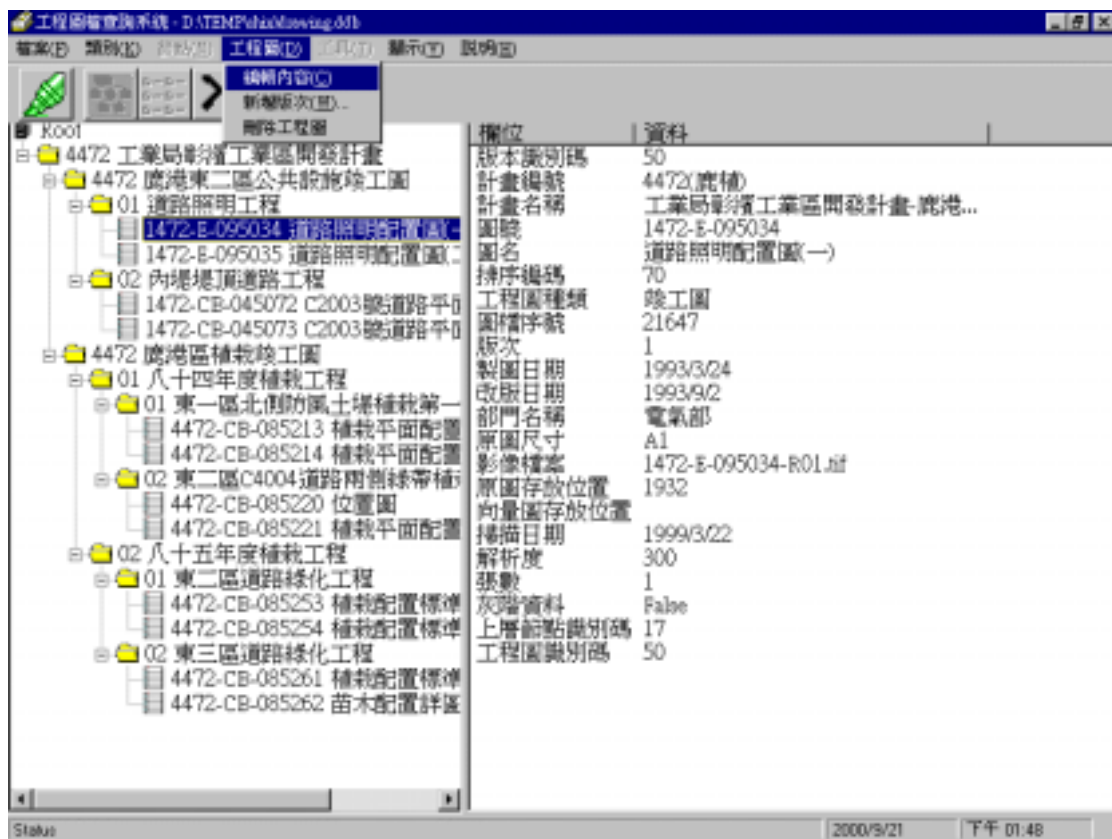 工程圖檔查詢系統 - D:\TEMP\chis\drawing.ddb
檔案(F) 類別(K) 工程圖(D) 工具(T) 顯示(Y) 說明(H)
編輯內容(C)
新增版次(H)...
刪除工程圖
Root
4472 工業局彰濱工業區開發計畫
4472 鹿港東二區公共設施竣工圖
01 道路照明工程
1472-E-095034 道路照明配置圖(一
1472-E-095035 道路照明配置圖(二
02 內堤堤頂道路工程
1472-CB-045072 C2003號道路平面
1472-CB-045073 C2003號道路平面
4472 鹿港區植栽竣工圖
01 八十四年度植栽工程
01 東一區北側防風土堤植栽第一
4472-CB-085213 植栽平面配置
4472-CB-085214 植栽平面配置
02 東二區C4004道路兩側綠帶植
4472-CB-085220 位置圖
4472-CB-085221 植栽平面配置
02 八十五年度植栽工程
01 東二區道路綠化工程
4472-CB-085253 植栽配置標準
4472-CB-085254 植栽配置標準
02 東三區道路綠化工程
4472-CB-085261 植栽配置標準
4472-CB-085262 苗木配置詳圖
欄位 資料
版本識別碼 50
計畫編號 4472(鹿植)
計畫名稱 工業局彰濱工業區開發計畫-鹿港...
圖號 1472-E-095034
圖名 道路照明配置圖(一)
排序編碼 70
工程圖種類 竣工圖
圖檔字號 21647
版次 1
製圖日期 1993/3/24
改版日期 1993/9/2
部門名稱 電氣部
原圖尺寸 A1
影像檔案 1472-E-095034-R01.tif
原圖存放位置 1932
向量圖存放位置
掃描日期 1999/3/22
解析度 300
張數 1
灰階資料 False
上層節點識別碼 17
工程圖識別碼 50
Status 2000/9/21 下午 01:48